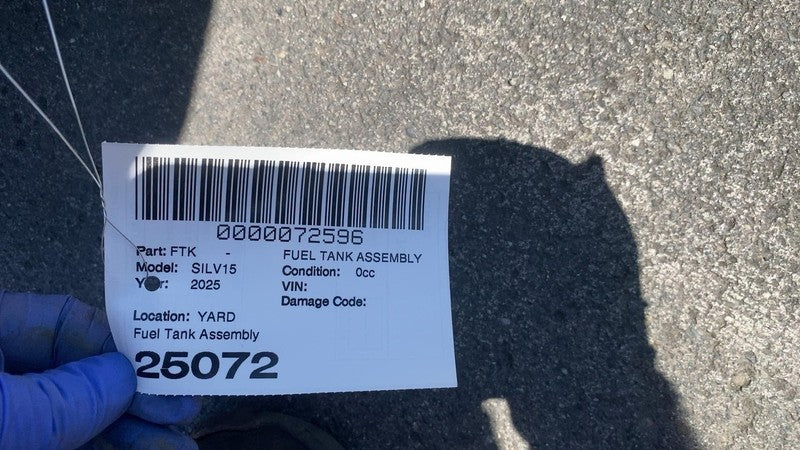 0000072596
Part: FTK - FUEL TANK ASSEMBLY
Model: SILV15 Condition: 0cc
Year: 2025 VIN:
Damage Code:
Location: YARD
Fuel Tank Assembly
25072